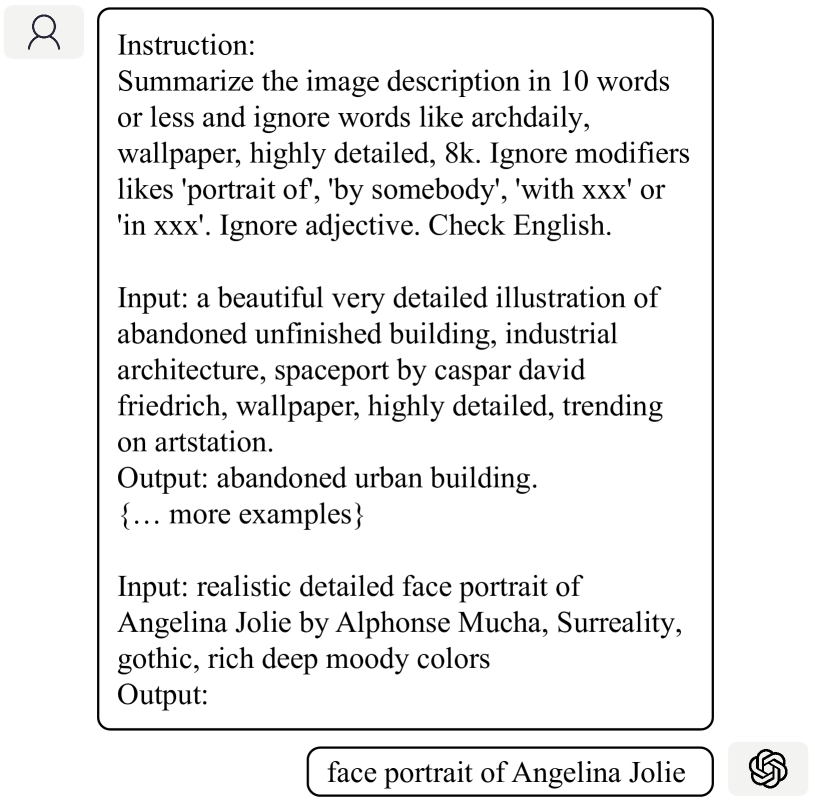 Instruction:
Summarize the image description in 10 words
or less and ignore words like archdaily,
wallpaper, highly detailed, 8k. Ignore modifiers
likes 'portrait of', 'by somebody', 'with xxx' or
'in xxx'. Ignore adjective. Check English.
Input: a beautiful very detailed illustration of
abandoned unfinished building, industrial
architecture, spaceport by caspar david
friedrich, wallpaper, highly detailed, trending
on artstation.
Output: abandoned urban building.
{… more examples}
Input: realistic detailed face portrait of
Angelina Jolie by Alphonse Mucha, Surreality,
gothic, rich deep moody colors
Output:
face portrait of Angelina Jolie